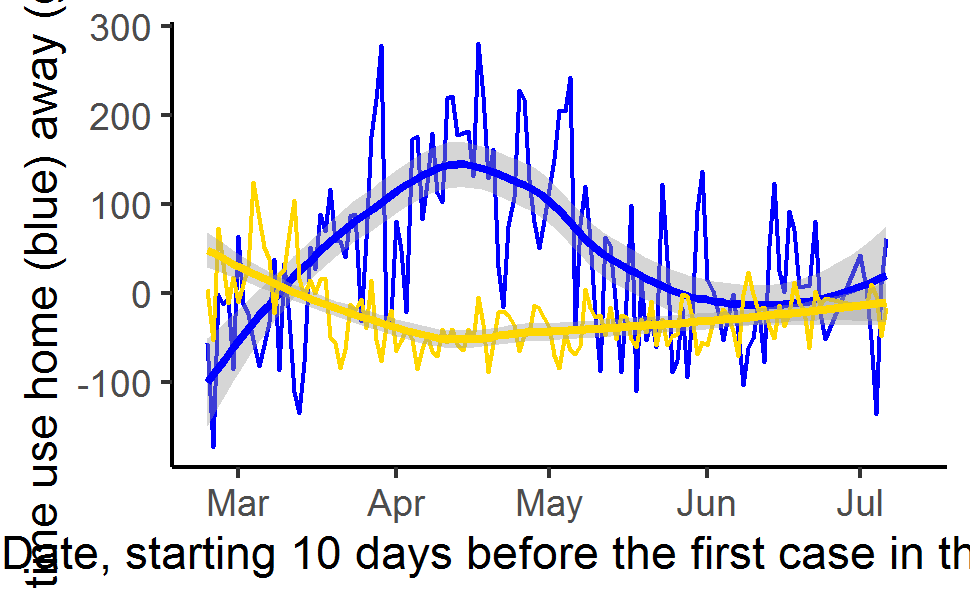 time use home (blue) away (
300
200
100
0
-100
Mar Apr May Jun Jul
Date, starting 10 days before the first case in th